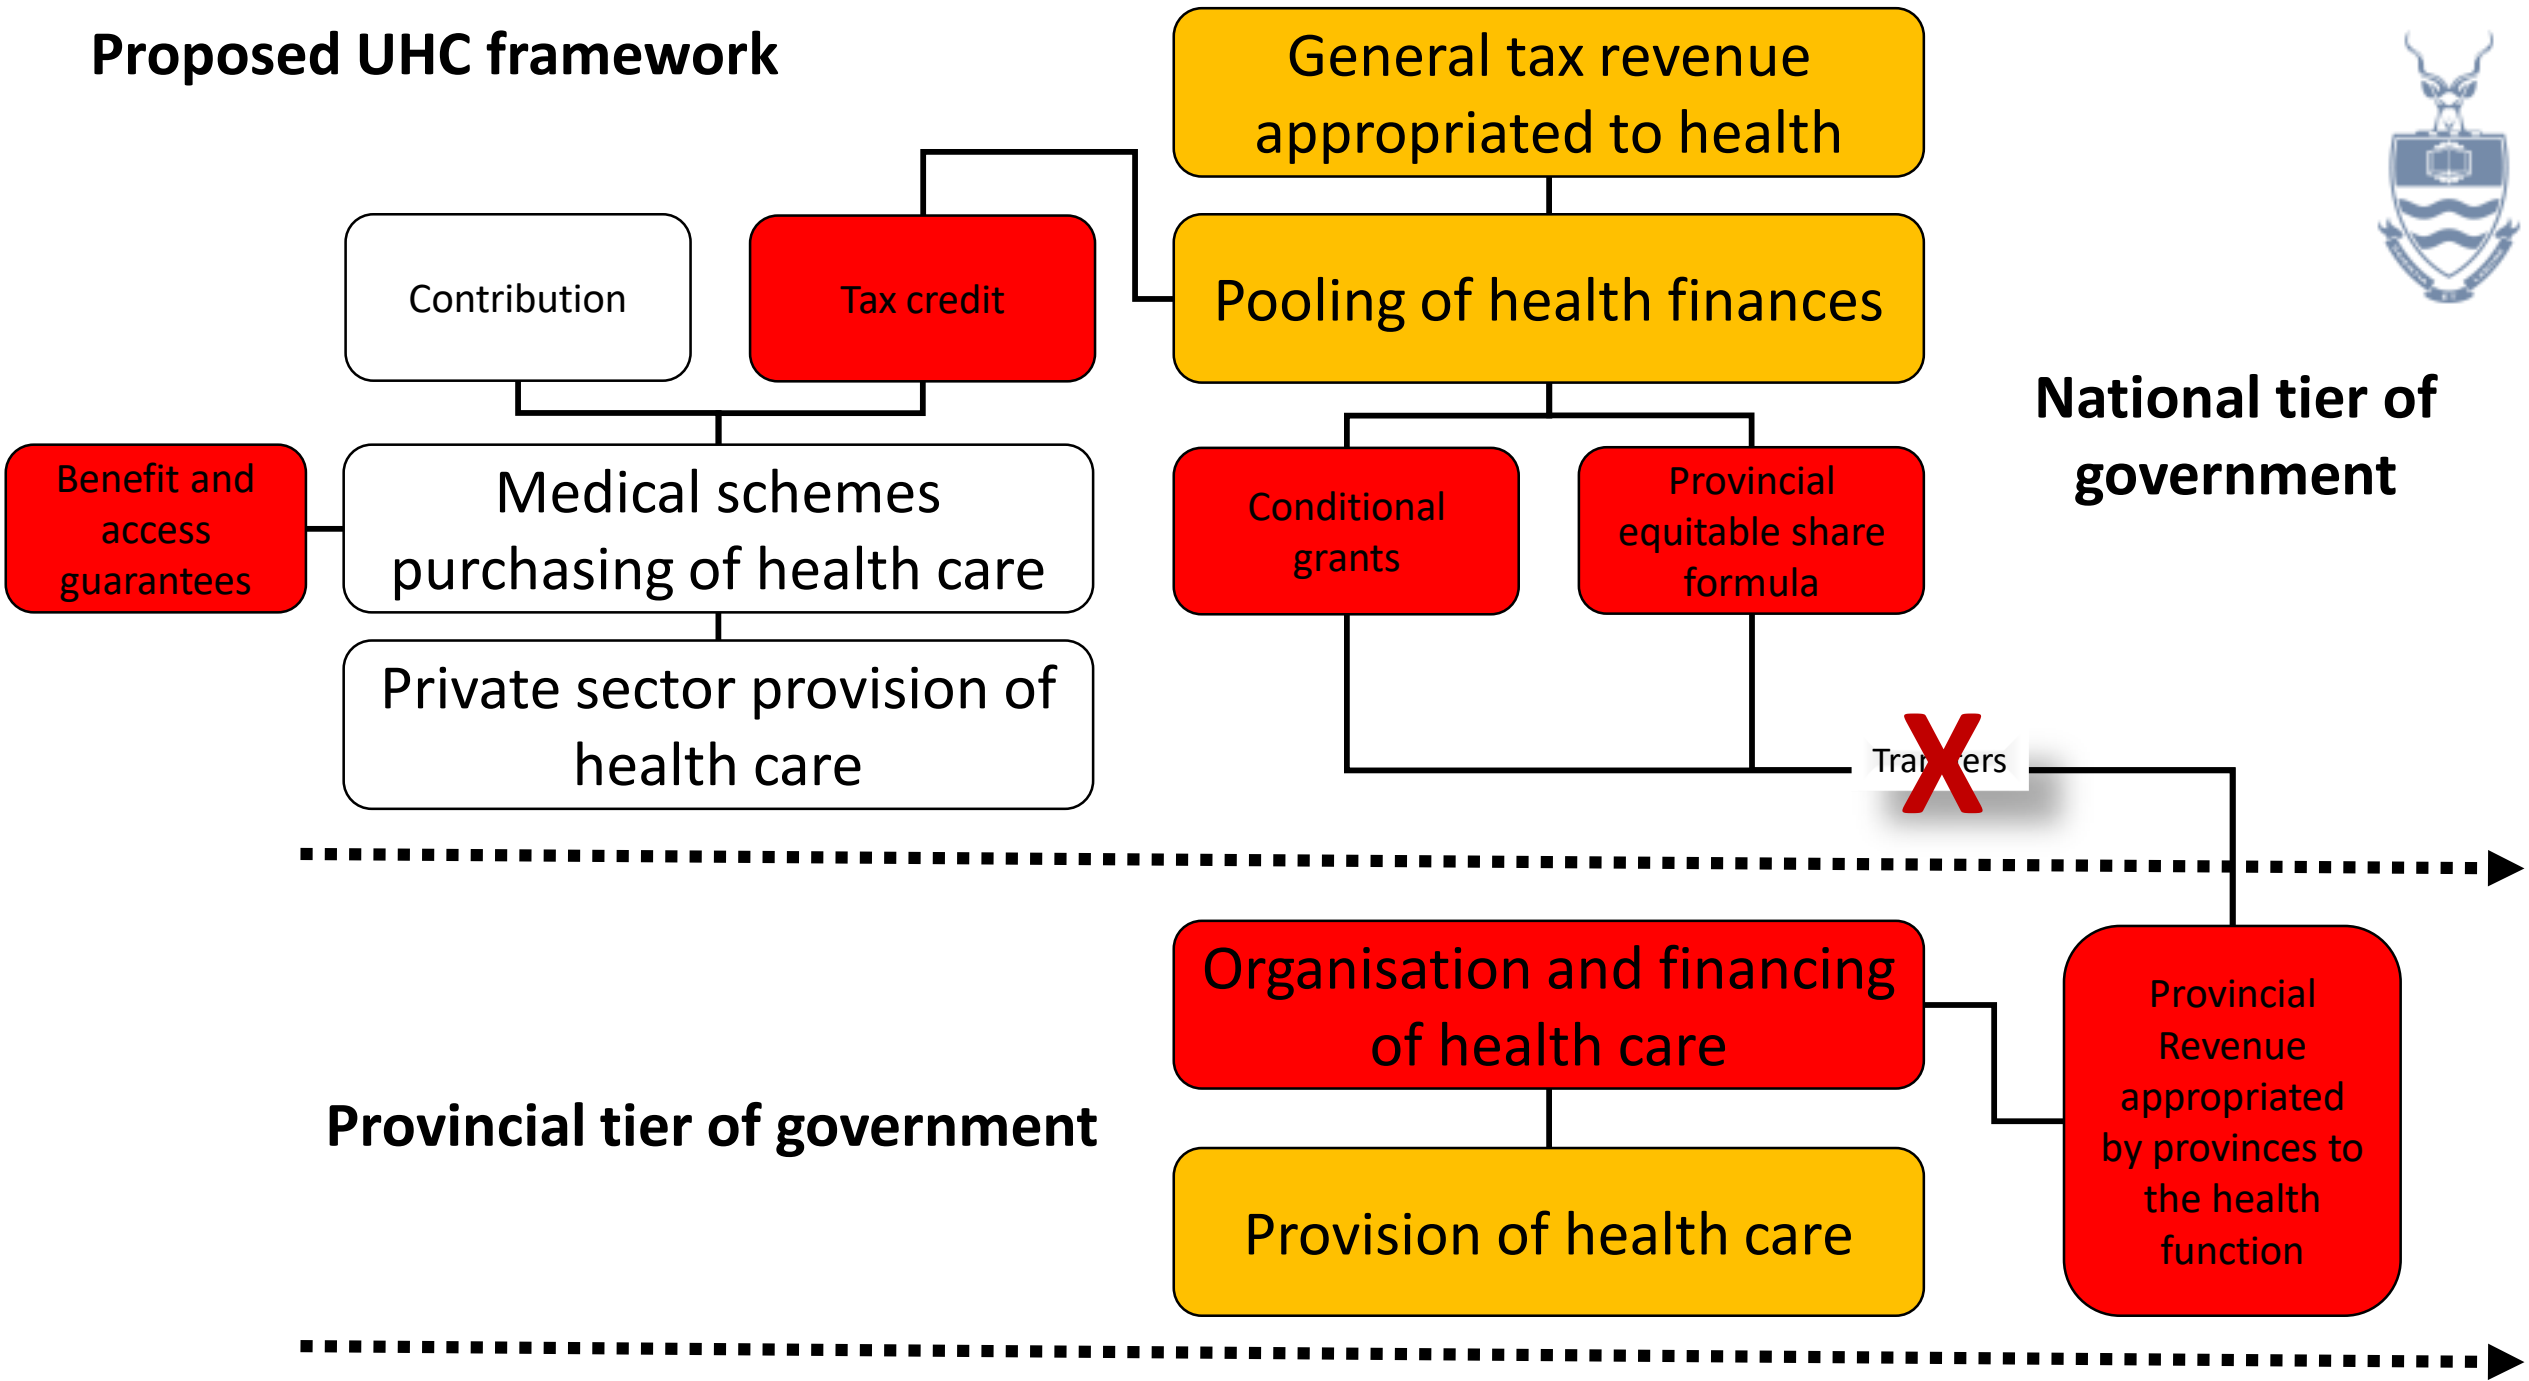 Proposed UHC framework
General tax revenue
appropriated to health
Contribution
Tax credit
Pooling of health finances
National tier of
government
Benefit and
access
guarantees
Medical schemes
purchasing of health care
Conditional
grants
Provincial
equitable share
formula
Private sector provision of
health care
X
Organisation and financing
of health care
Provincial
Revenue
appropriated
by provinces to
the health
function
Provincial tier of government
Provision of health care